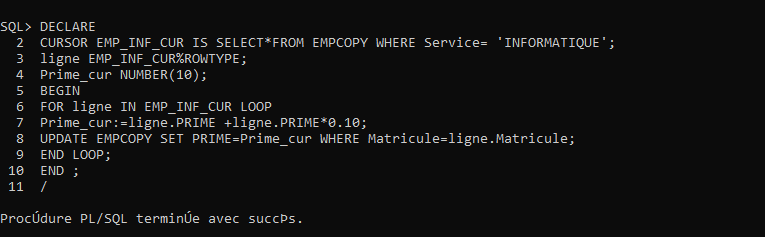 SQL> DECLARE
2 CURSOR EMP_INF_CUR IS SELECT*FROM EMPCOPY WHERE Service= 'INFORMATIQUE';
3 ligne EMP_INF_CUR%ROWTYPE;
4 Prime_cur NUMBER(10);
5 BEGIN
6 FOR ligne IN EMP_INF_CUR LOOP
7 Prime_cur:=ligne.PRIME +ligne.PRIME*0.10;
8 UPDATE EMPCOPY SET PRIME=Prime_cur WHERE Matricule=ligne.Matricule;
9 END LOOP;
10 END ;
11 /
ProcÚdure PL/SQL terminÚe avec succÞs.